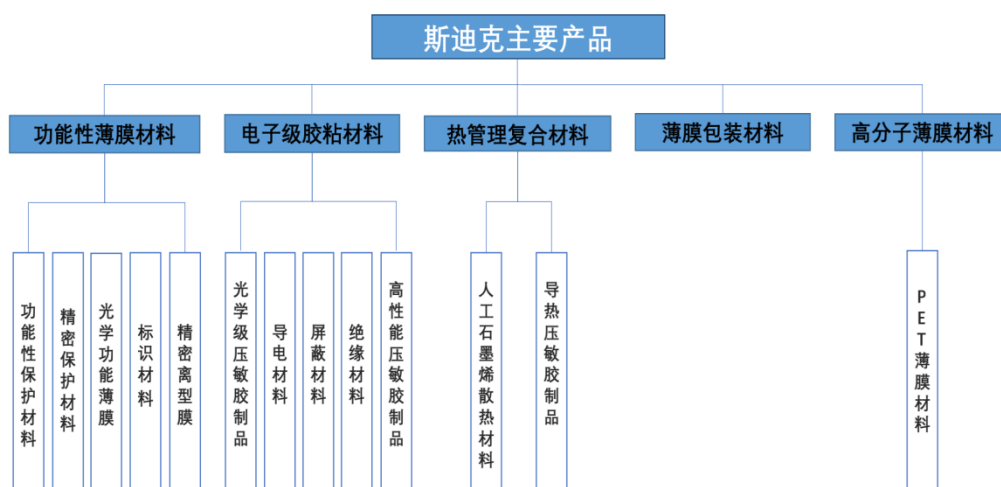 斯迪克主要产品
功能性薄膜材料
电子级胶粘材料
热管理复合材料
薄膜包装材料
高分子薄膜材料
功能性保护材料
精密保护材料
光学功能薄膜
标识材料
精密离型膜
光学级压敏胶制品
导电材料
屏蔽材料
绝缘材料
高性能压敏胶制品
人工石墨烯散热材料
导热压敏胶制品
PET薄膜材料